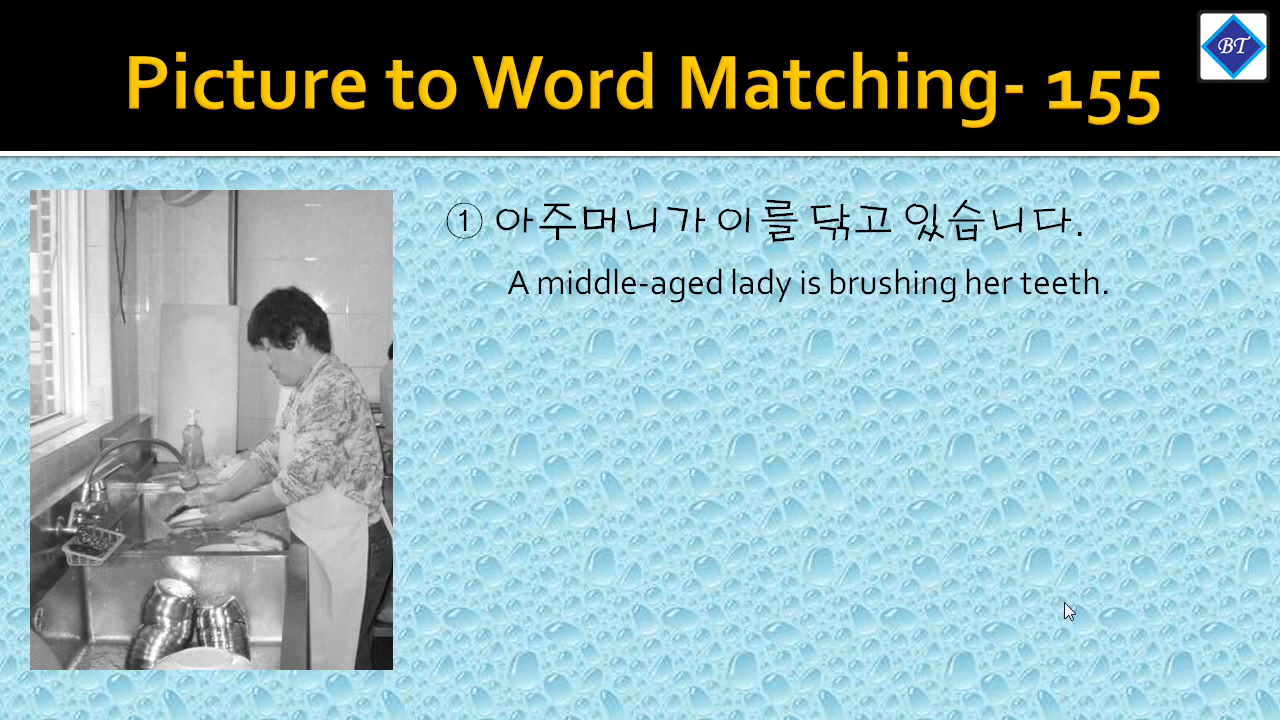 Picture to Word Matching- 155
BT
① 아주머니가 이를 닦고 있습니다.
A middle-aged lady is brushing her teeth.